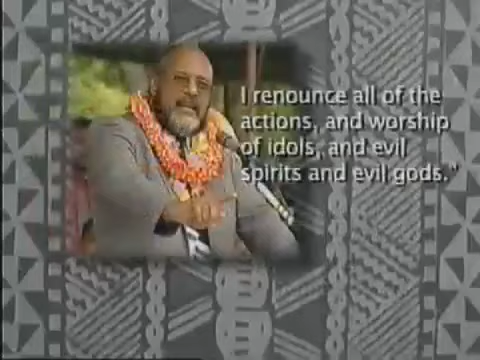 I renounce all of the
actions, and worship
of idols, and evil
spirits and evil gods."